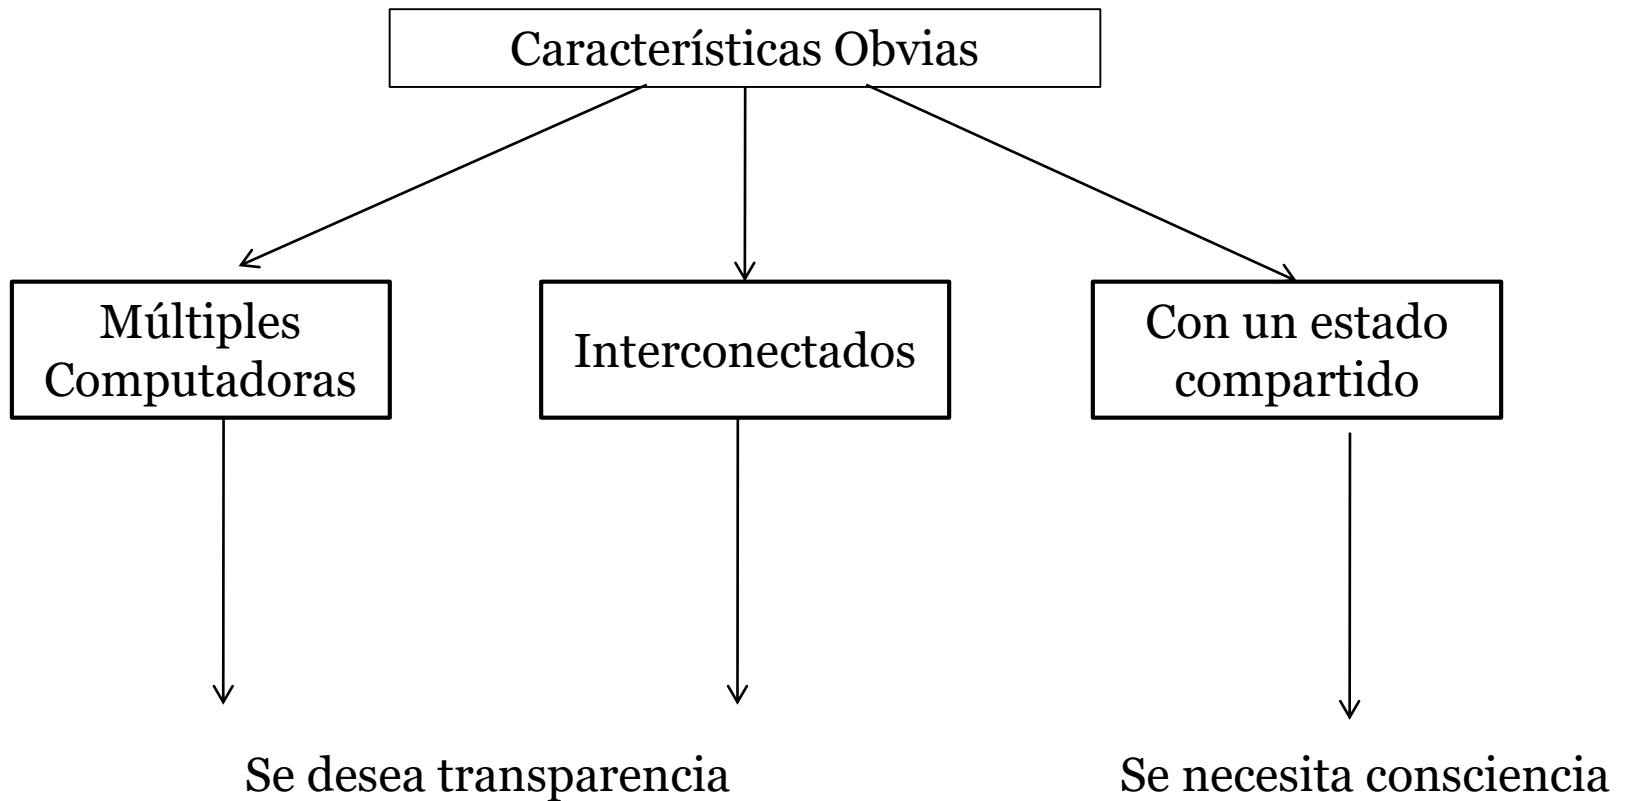 Características Obvias
Múltiples
Computadoras
Interconectados
Con un estado
compartido
Se desea transparencia
Se necesita consciencia